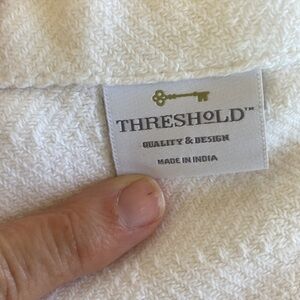 THRESHOLD™
QUALITY & DESIGN
MADE IN INDIA